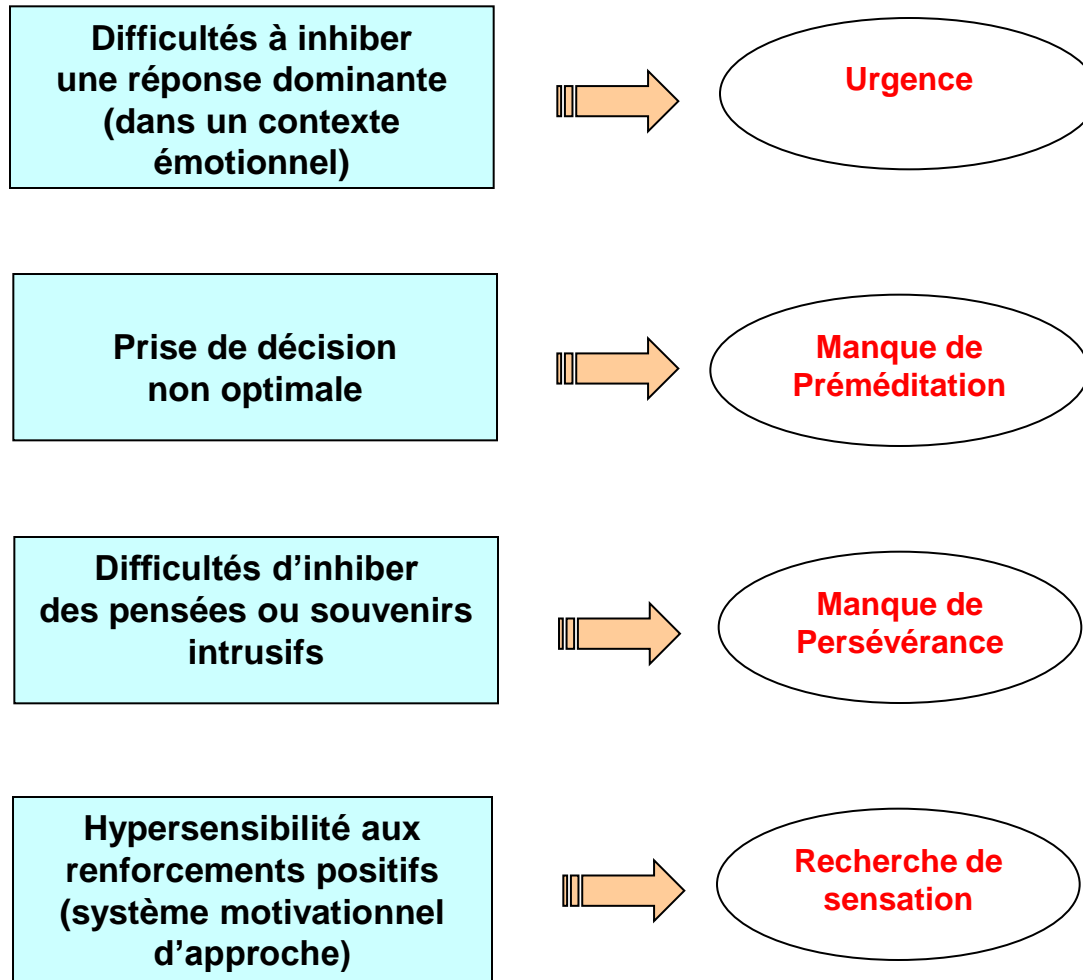 Difficultés à inhiber
une réponse dominante
(dans un contexte
émotionnel)
Urgence
Prise de décision
non optimale
Manque de
Préméditation
Difficultés d’inhiber
des pensées ou souvenirs
intrusifs
Manque de
Persévérance
Hypersensibilité aux
renforcements positifs
(système motivationnel
d’approche)
Recherche de
sensation